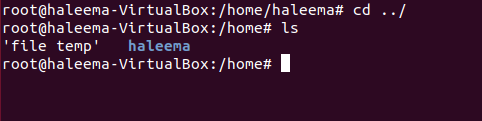 root@haleema-VirtualBox:/home/haleema# cd ../
root@haleema-VirtualBox:/home# ls
'file temp'   haleema
root@haleema-VirtualBox:/home#